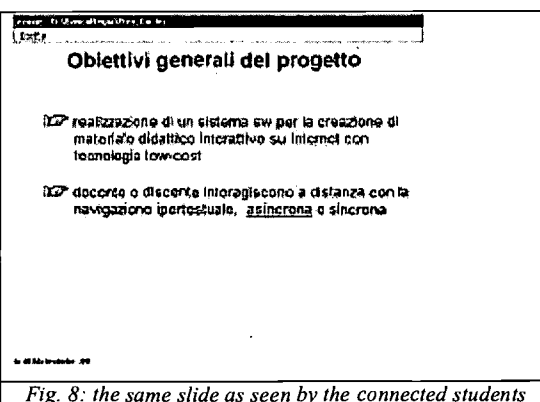 Obiettivi generali del progetto
realizzazione di un sistema sw per la creazione di
materiale didattico interattivo su Internet con
tecnologia low-cost
docente o discente interagiscono a distanza con la
navigazione ipertestuale, asincrona o sincrona
Fig. 8: the same slide as seen by the connected students